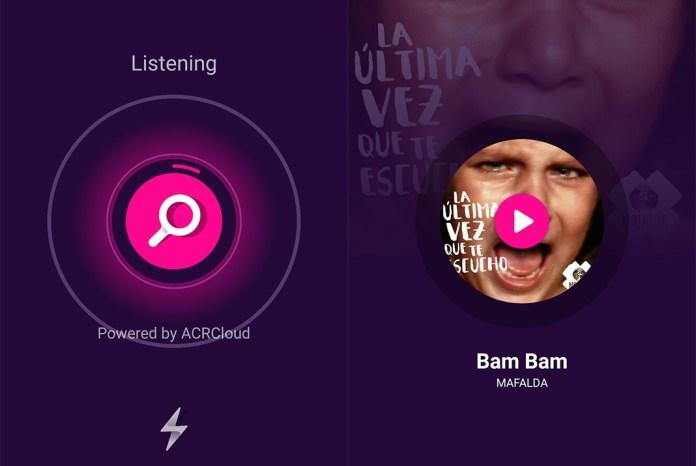 Listening
Powered by ACRCloud
LA
ÚLTIMA
VEZ
QUE TE
ESCUCHO
LA
ÚLTIMA
VEZ
QUE TE
ESCUCHO
Bam Bam
MAFALDA